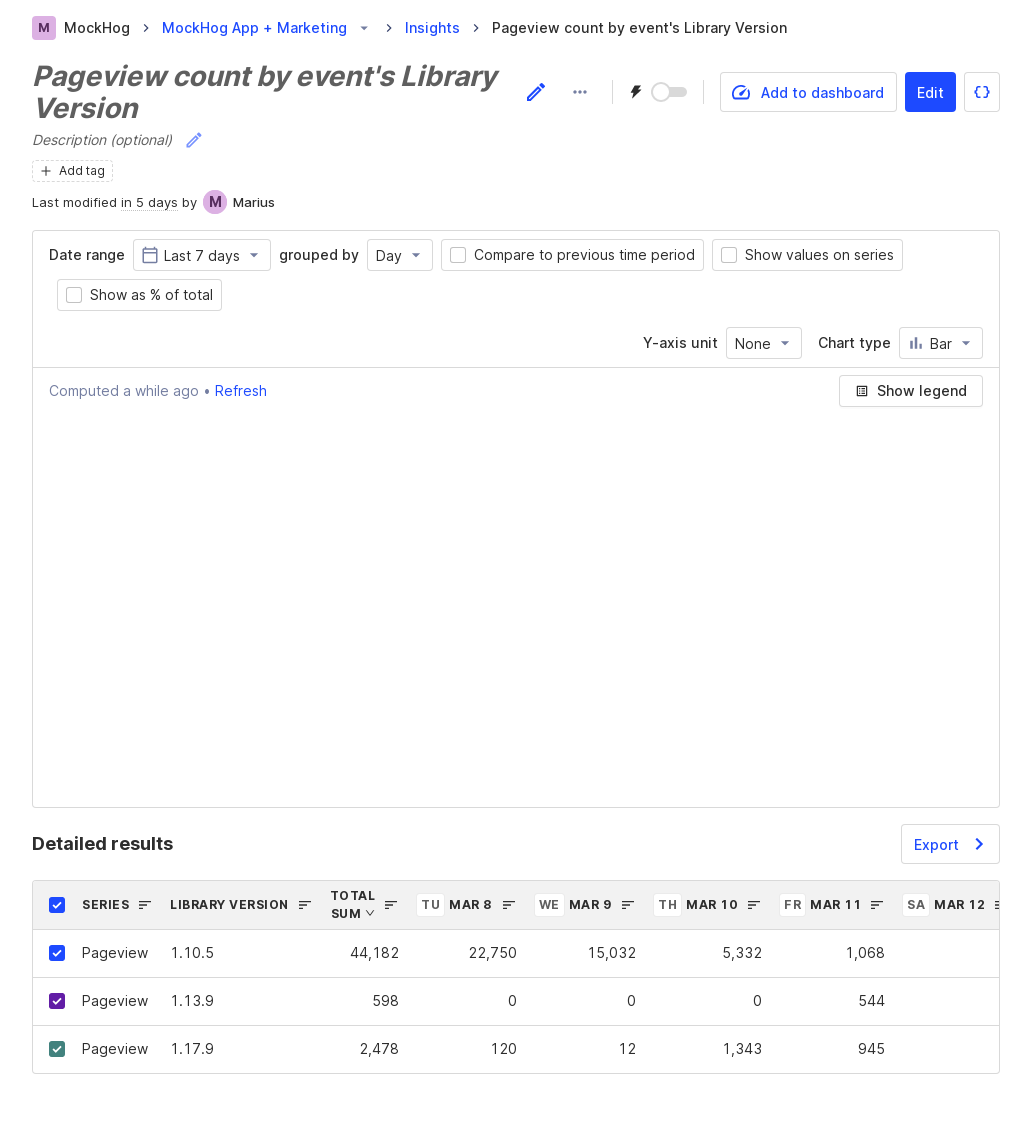 M MockHog MockHog App + Marketing Insights Pageview count by event's Library Version
Pageview count by event's Library
Version
Add to dashboard Edit
Description (optional)
Add tag
Last modified in 5 days by M Marius
Date range Last 7 days grouped by Day Compare to previous time period Show values on series
Show as % of total
Y-axis unit None Chart type Bar
Computed a while ago • Refresh Show legend
Detailed results Export
SERIES LIBRARY VERSION TOTAL SUM TU MAR 8 WE MAR 9 TH MAR 10 FR MAR 11 SA MAR 12
Pageview 1.10.5 44,182 22,750 15,032 5,332 1,068
Pageview 1.13.9 598 0 0 0 544
Pageview 1.17.9 2,478 120 12 1,343 945